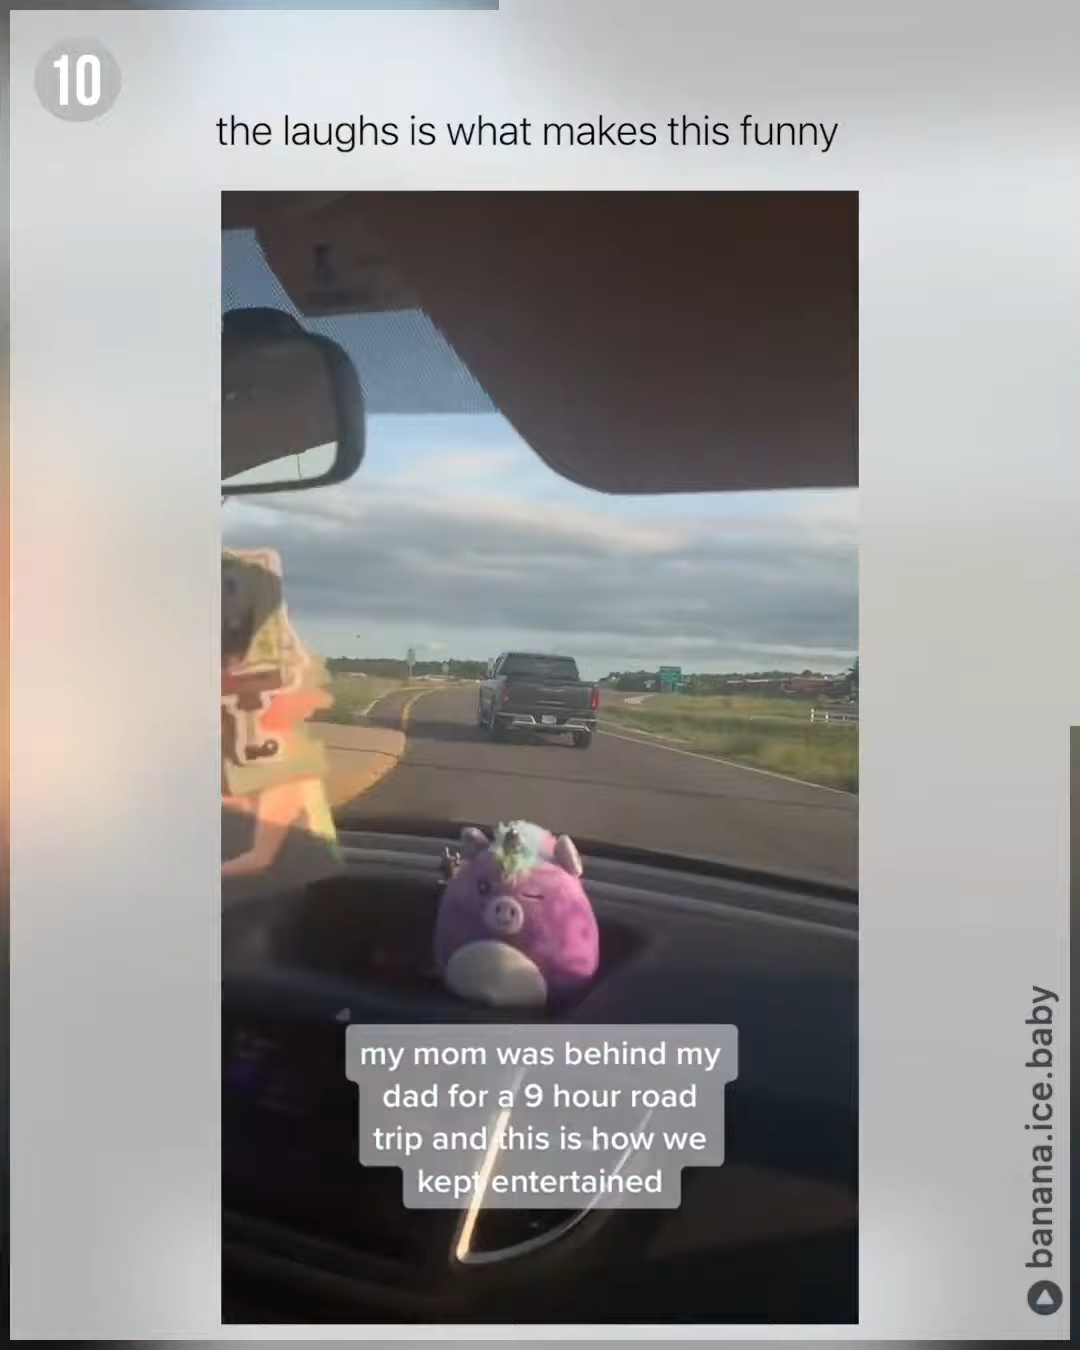 10
the laughs is what makes this funny
my mom was behind my
dad for a 9 hour road
trip and this is how we
kept entertained
banana.ice.baby